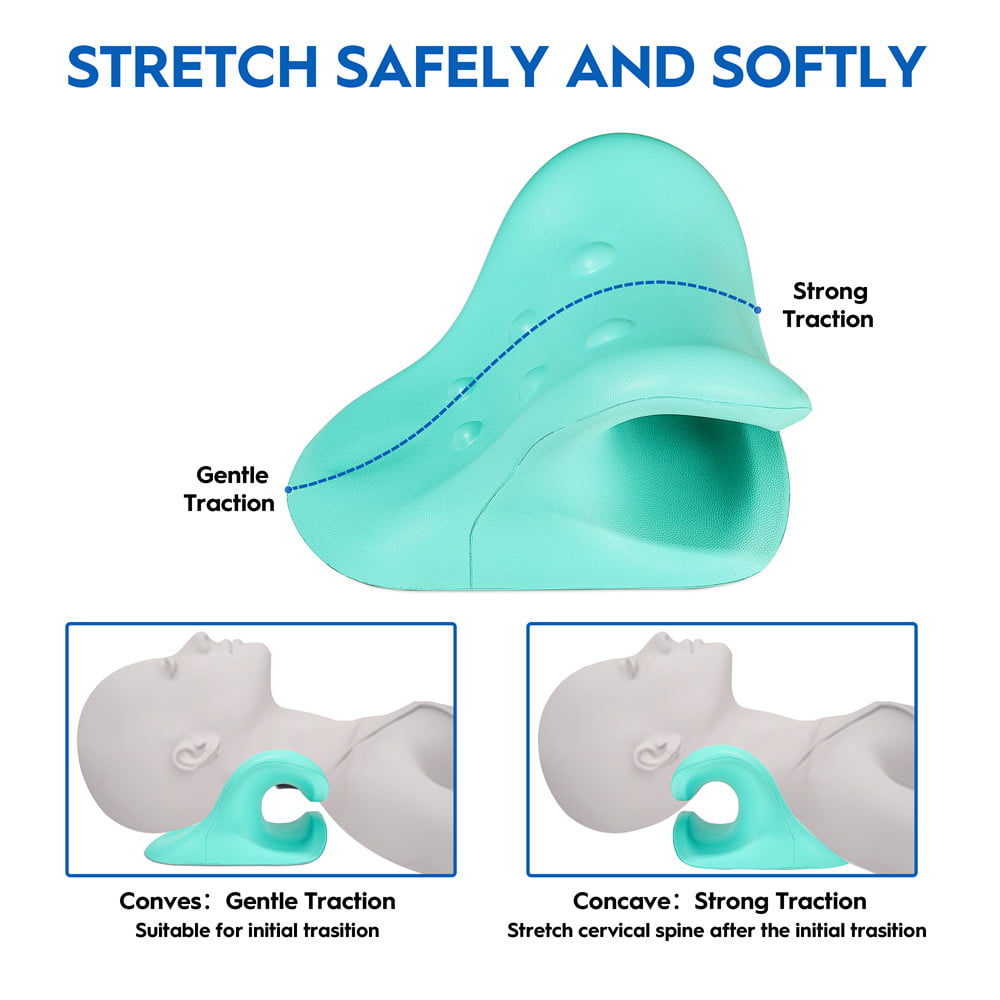 STRETCH SAFELY AND SOFTLY
Strong
Traction
Gentle
Traction
Conves: Gentle Traction
Suitable for initial trasition
Concave: Strong Traction
Stretch cervical spine after the initial trasition